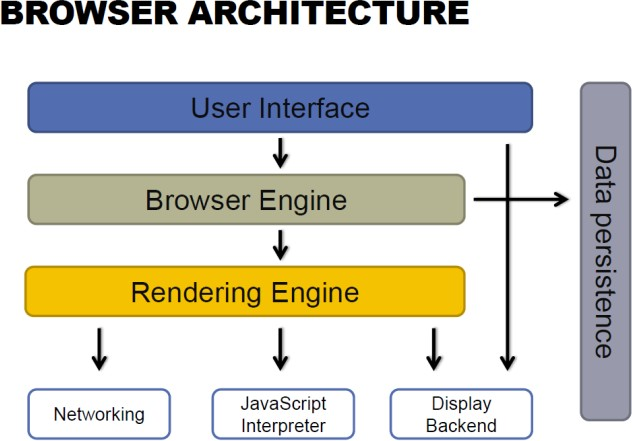 BROWSER ARCHITECTURE
User Interface
Browser Engine
Rendering Engine
Data persistence
Networking
JavaScript
Interpreter
Display
Backend